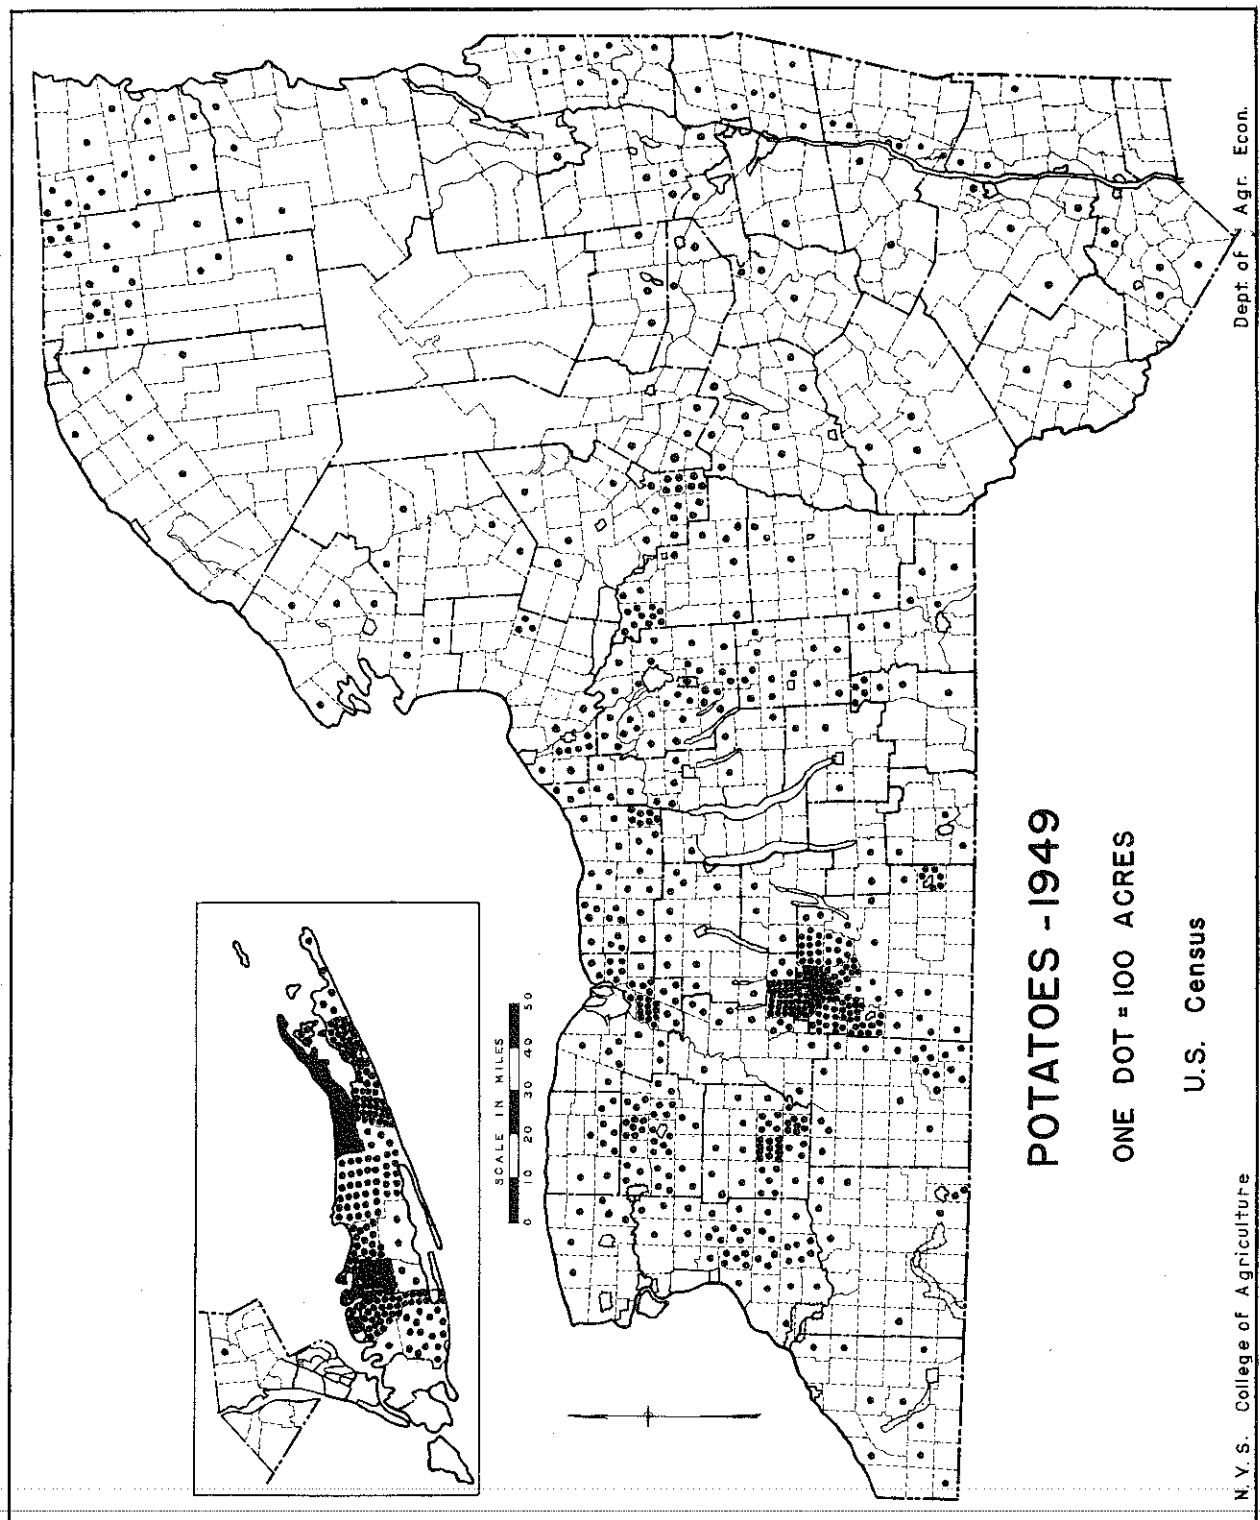 SCALE IN MILES
0 10 20 30 40 50
POTATOES - 1949
ONE DOT = 100 ACRES
U.S. Census
N.Y.S. College of Agriculture
Dept. of Agr. Econ.